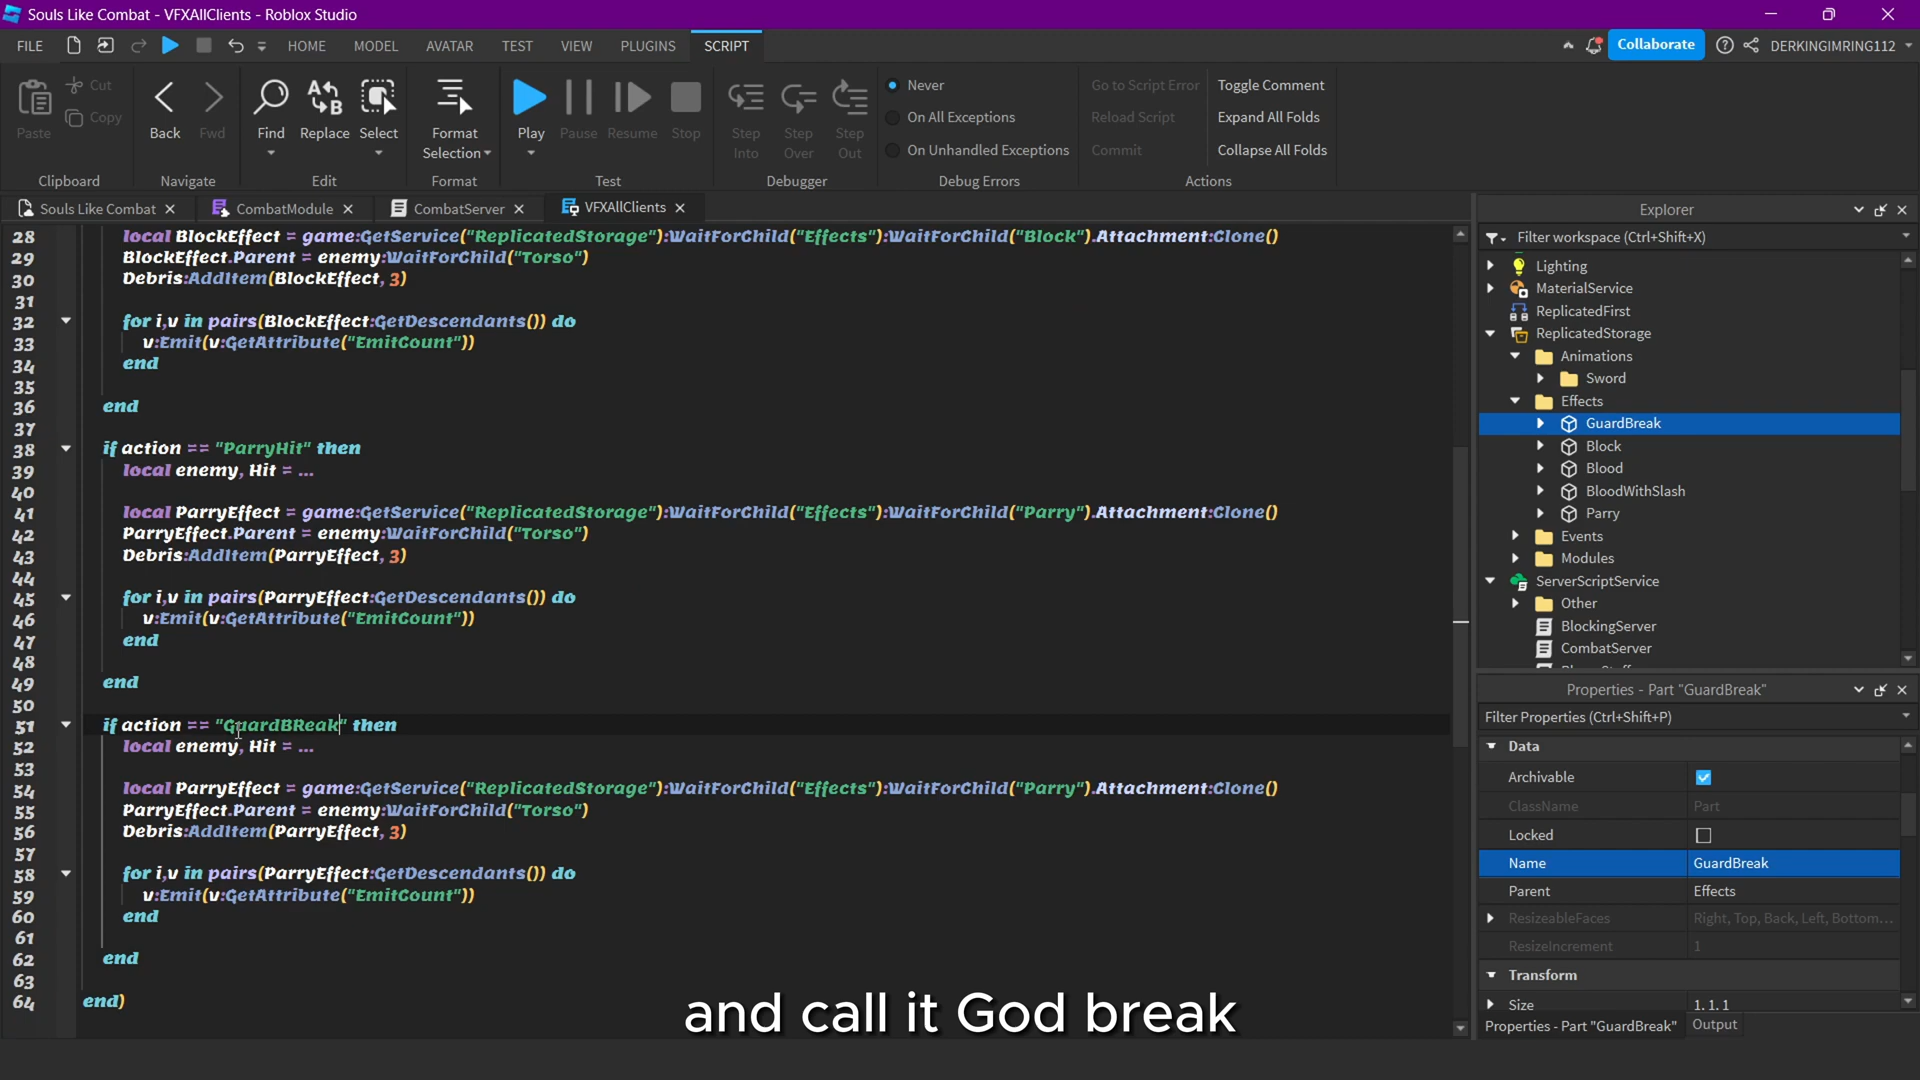 Souls Like Combat - VFXAllClients - Roblox Studio
FILE HOME MODEL AVATAR TEST VIEW PLUGINS SCRIPT Collaborate DERKINGIMRING112
Paste
Cut
Copy
Clipboard
Back Fwd
Navigate
Find Replace Select
Edit
Format
Selection
Format
Play Pause Resume Stop
Test
Step
Into
Step
Over
Step
Out
Debugger
Never
On All Exceptions
On Unhandled Exceptions
Debug Errors
Go to Script Error
Reload Script
Commit
Toggle Comment
Expand All Folds
Collapse All Folds
Actions
Souls Like Combat CombatModule CombatServer VFXAllClients
28 local BlockEffect = game:GetService("ReplicatedStorage"):WaitForChild("Effects"):WaitForChild("Block").Attachment:Clone()
29 BlockEffect.Parent = enemy:WaitForChild("Torso")
30 Debris:AddItem(BlockEffect, 3)
31
32 for i,v in pairs(BlockEffect:GetDescendants()) do
33 v:Emit(v:GetAttribute("EmitCount"))
34 end
35
36 end
37
38 if action == "ParryHit" then
39 local enemy, Hit = ...
40
41 local ParryEffect = game:GetService("ReplicatedStorage"):WaitForChild("Effects"):WaitForChild("Parry").Attachment:Clone()
42 ParryEffect.Parent = enemy:WaitForChild("Torso")
43 Debris:AddItem(ParryEffect, 3)
44
45 for i,v in pairs(ParryEffect:GetDescendants()) do
46 v:Emit(v:GetAttribute("EmitCount"))
47 end
48
49 end
50
51 if action == "GuardBReak" then
52 local enemy, Hit = ...
53
54 local ParryEffect = game:GetService("ReplicatedStorage"):WaitForChild("Effects"):WaitForChild("Parry").Attachment:Clone()
55 ParryEffect.Parent = enemy:WaitForChild("Torso")
56 Debris:AddItem(ParryEffect, 3)
57
58 for i,v in pairs(ParryEffect:GetDescendants()) do
59 v:Emit(v:GetAttribute("EmitCount"))
60 end
61
62 end
63
64 end)
and call it God break
Explorer
Filter workspace (Ctrl+Shift+X)
Lighting
MaterialService
ReplicatedFirst
ReplicatedStorage
Animations
Sword
Effects
GuardBreak
Block
Blood
BloodWithSlash
Parry
Events
Modules
ServerScriptService
Other
BlockingServer
CombatServer
Properties - Part "GuardBreak"
Filter Properties (Ctrl+Shift+P)
Data
Archivable
ClassName Part
Locked
Name GuardBreak
Parent Effects
ResizeableFaces Right, Top, Back, Left, Bottom...
ResizeIncrement 1
Transform
Size 1, 1, 1
Properties - Part "GuardBreak" Output